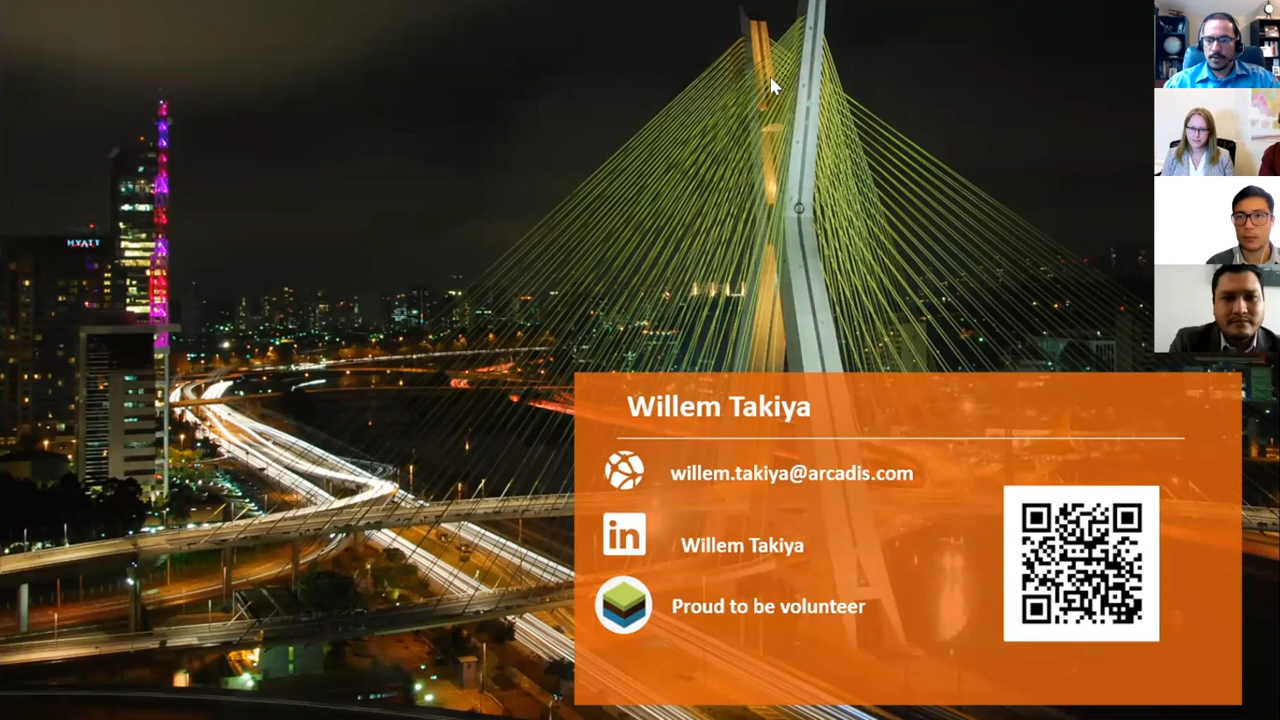 HYATT
Willem Takiya
willem.takiya@arcadis.com
in
Willem Takiya
Proud to be volunteer